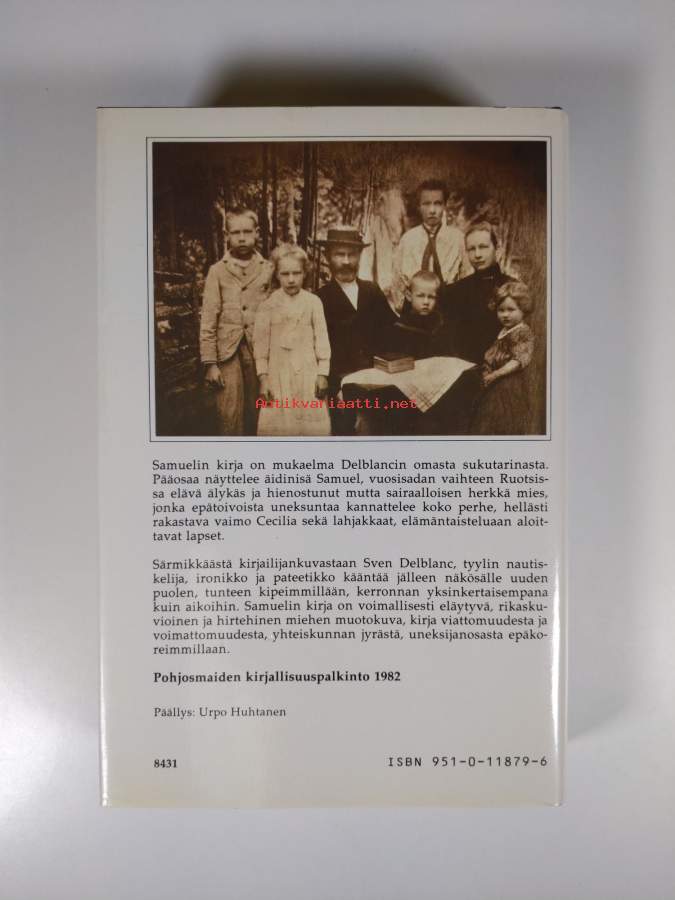 Antikvariaatti.net
Samuelin kirja on mukaelma Delblancin omasta sukutarinasta.
Pääosaa näyttelee äidinisä Samuel, vuosisadan vaihteen Ruotsis-
sa elävä älykäs ja hienostunut mutta sairaalloisen herkkä mies,
jonka epätoivoista uneksuntaa kannattelee koko perhe, hellästi
rakastava vaimo Cecilia sekä lahjakkaat, elämäntaisteluaan aloit-
tavat lapset.
Särmikkäästä kirjailijankuvastaan Sven Delblanc, tyylin nautis-
kelija, ironikko ja pateetikko kääntää jälleen näkösälle uuden
puolen, tunteen kipeimmillään, kerronnan yksinkertaisempana
kuin aikoihin. Samuelin kirja on voimallisesti eläytyvä, rikasku-
vioinen ja hirtehinen miehen muotokuva, kirja viattomuudesta ja
voimattomuudesta, yhteiskunnan jyrästä, uneksijanosasta epäko-
reimmillaan.
Pohjosmaiden kirjallisuuspalkinto 1982
Päällys: Urpo Huhtanen
8431 ISBN 951-0-11879-6